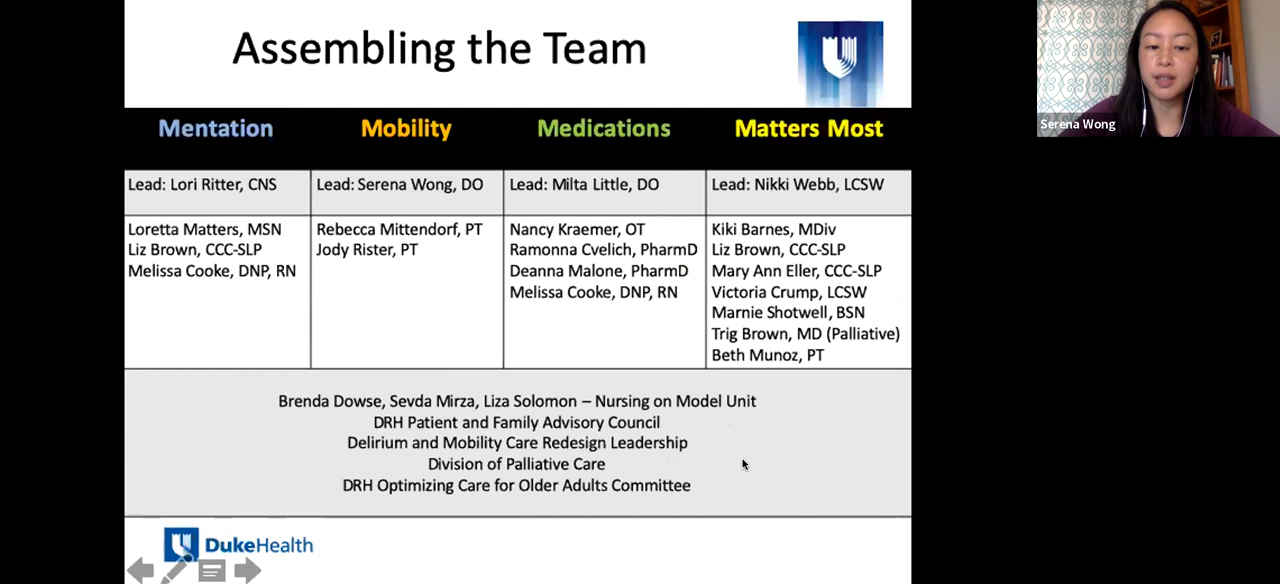 Assembling the Team
Serena Wong
Mentation Mobility Medications Matters Most
Lead: Lori Ritter, CNS
Lead: Serena Wong, DO
Lead: Milta Little, DO
Lead: Nikki Webb, LCSW
Loretta Matters, MSN
Liz Brown, CCC-SLP
Melissa Cooke, DNP, RN
Rebecca Mittendorf, PT
Jody Rister, PT
Nancy Kraemer, OT
Ramonna Cvelich, PharmD
Deanna Malone, PharmD
Melissa Cooke, DNP, RN
Kiki Barnes, MDiv
Liz Brown, CCC-SLP
Mary Ann Eller, CCC-SLP
Victoria Crump, LCSW
Marnie Shotwell, BSN
Trig Brown, MD (Palliative)
Beth Munoz, PT
Brenda Dowse, Sevda Mirza, Liza Solomon – Nursing on Model Unit
DRH Patient and Family Advisory Council
Delirium and Mobility Care Redesign Leadership
Division of Palliative Care
DRH Optimizing Care for Older Adults Committee
DukeHealth